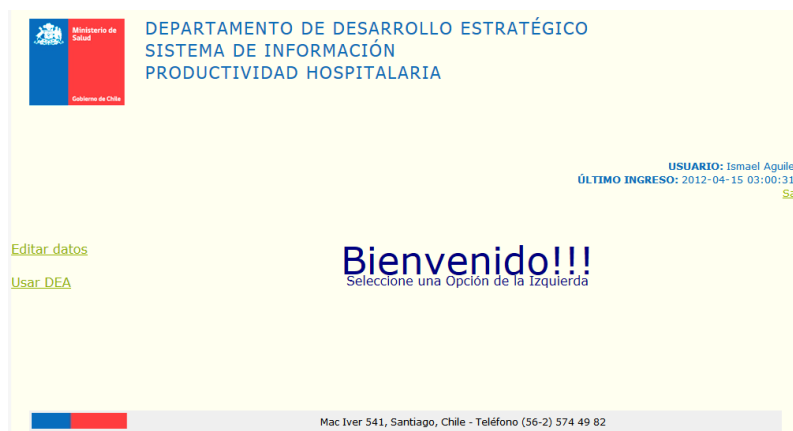 Ministerio de
Salud
Gobierno de Chile
DEPARTAMENTO DE DESARROLLO ESTRATÉGICO
SISTEMA DE INFORMACIÓN
PRODUCTIVIDAD HOSPITALARIA
USUARIO: Ismael Aguile
ÚLTIMO INGRESO: 2012-04-15 03:00:31
Sa
Editar datos
Usar DEA
Bienvenido!!!
Seleccione una Opción de la Izquierda
Mac Iver 541, Santiago, Chile - Teléfono (56-2) 574 49 82